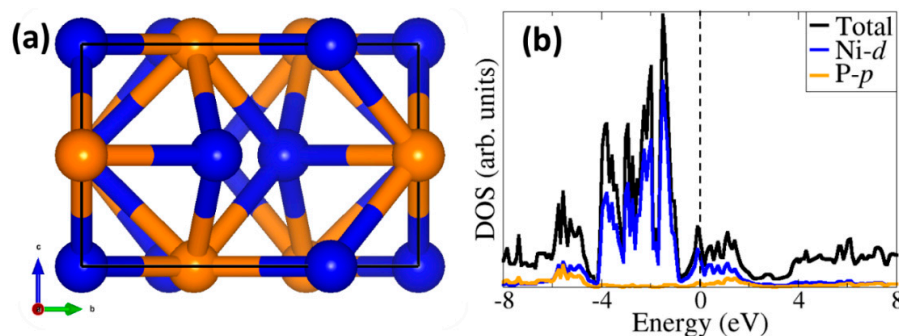 (a)
c
b
(b)
Total
Ni-d
P-p
DOS (arb. units)
-8 -4 0 4 8
Energy (eV)